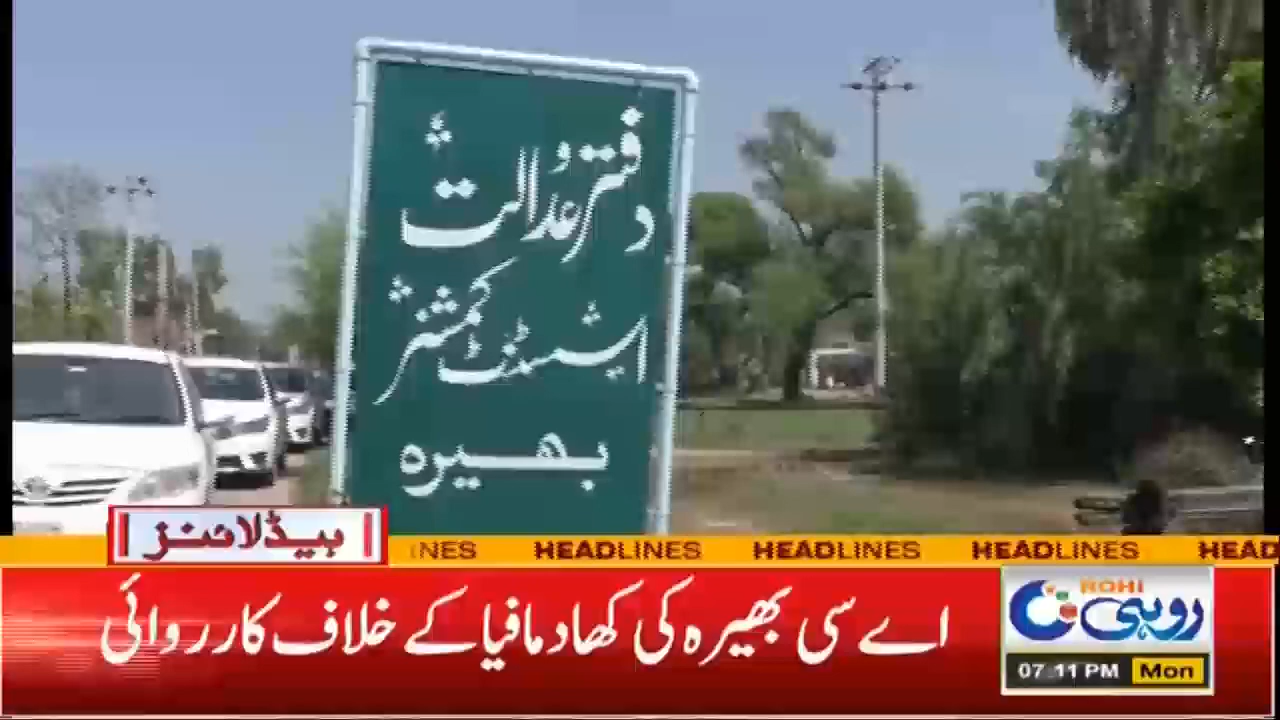 دفتر و عدالت
اسسٹنٹ کمشنر
بھیرہ
ہیڈلائنز
INES HEADLINES HEADLINES HEADLINES HEAD
اے سی بھیرہ کی کھاد مافیا کے خلاف کارروائی
ROHI
روہی
07:11 PM Mon